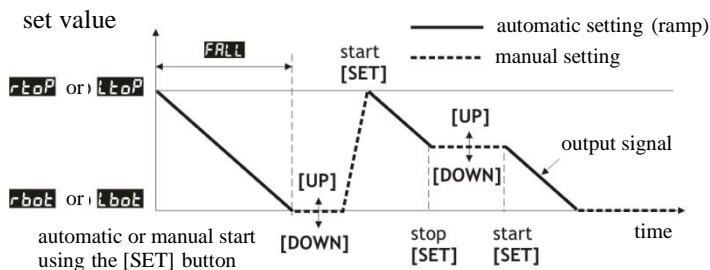 set value
automatic setting (ramp)
manual setting
FALL
start
[SET]
rtoP or) LtoP
[UP]
output signal
[UP]
[DOWN]
rbot or) Lbot
[DOWN]
time
automatic or manual start
using the [SET] button
stop
[SET]
start
[SET]